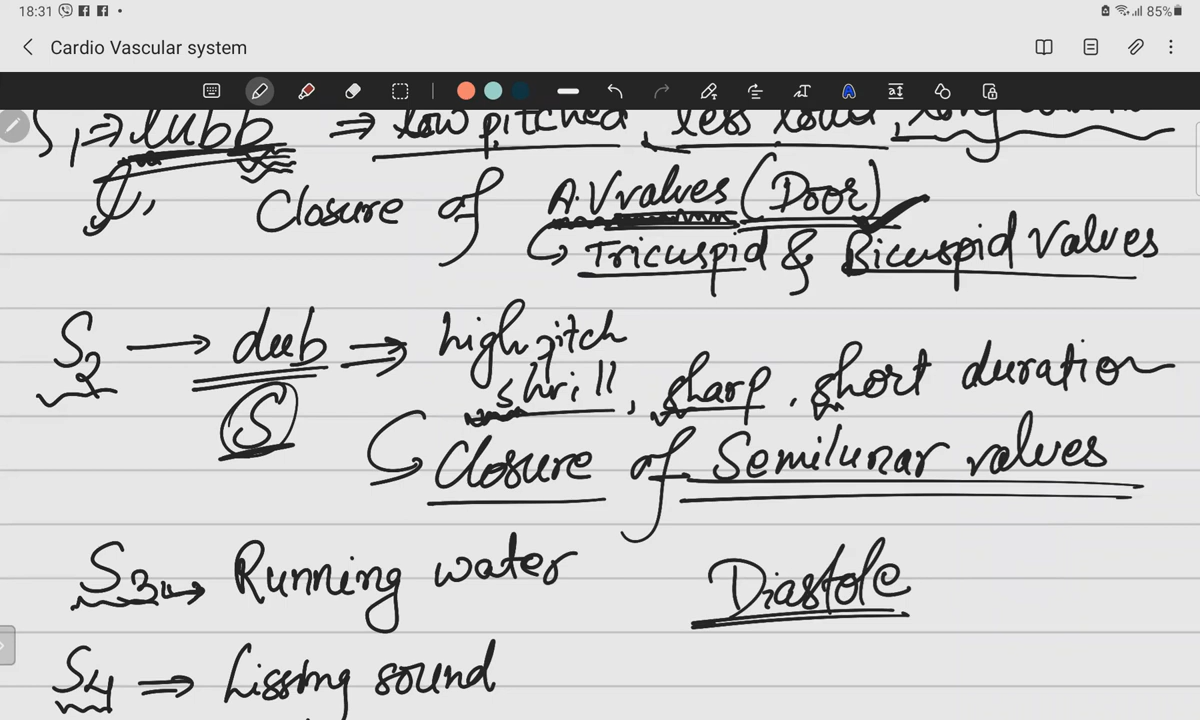 18:31 85%
Cardio Vascular system
S1 ⇒ lubb ⇒ low pitched, less loud,
Closure of A.V valves (Door)
Tricuspid & Bicuspid Valves
S2 → dub ⇒ high pitch
shrill, sharp, short duration
S
Closure of Semilunar valves
S3 → Running water Diastole
S4 ⇒ hissing sound